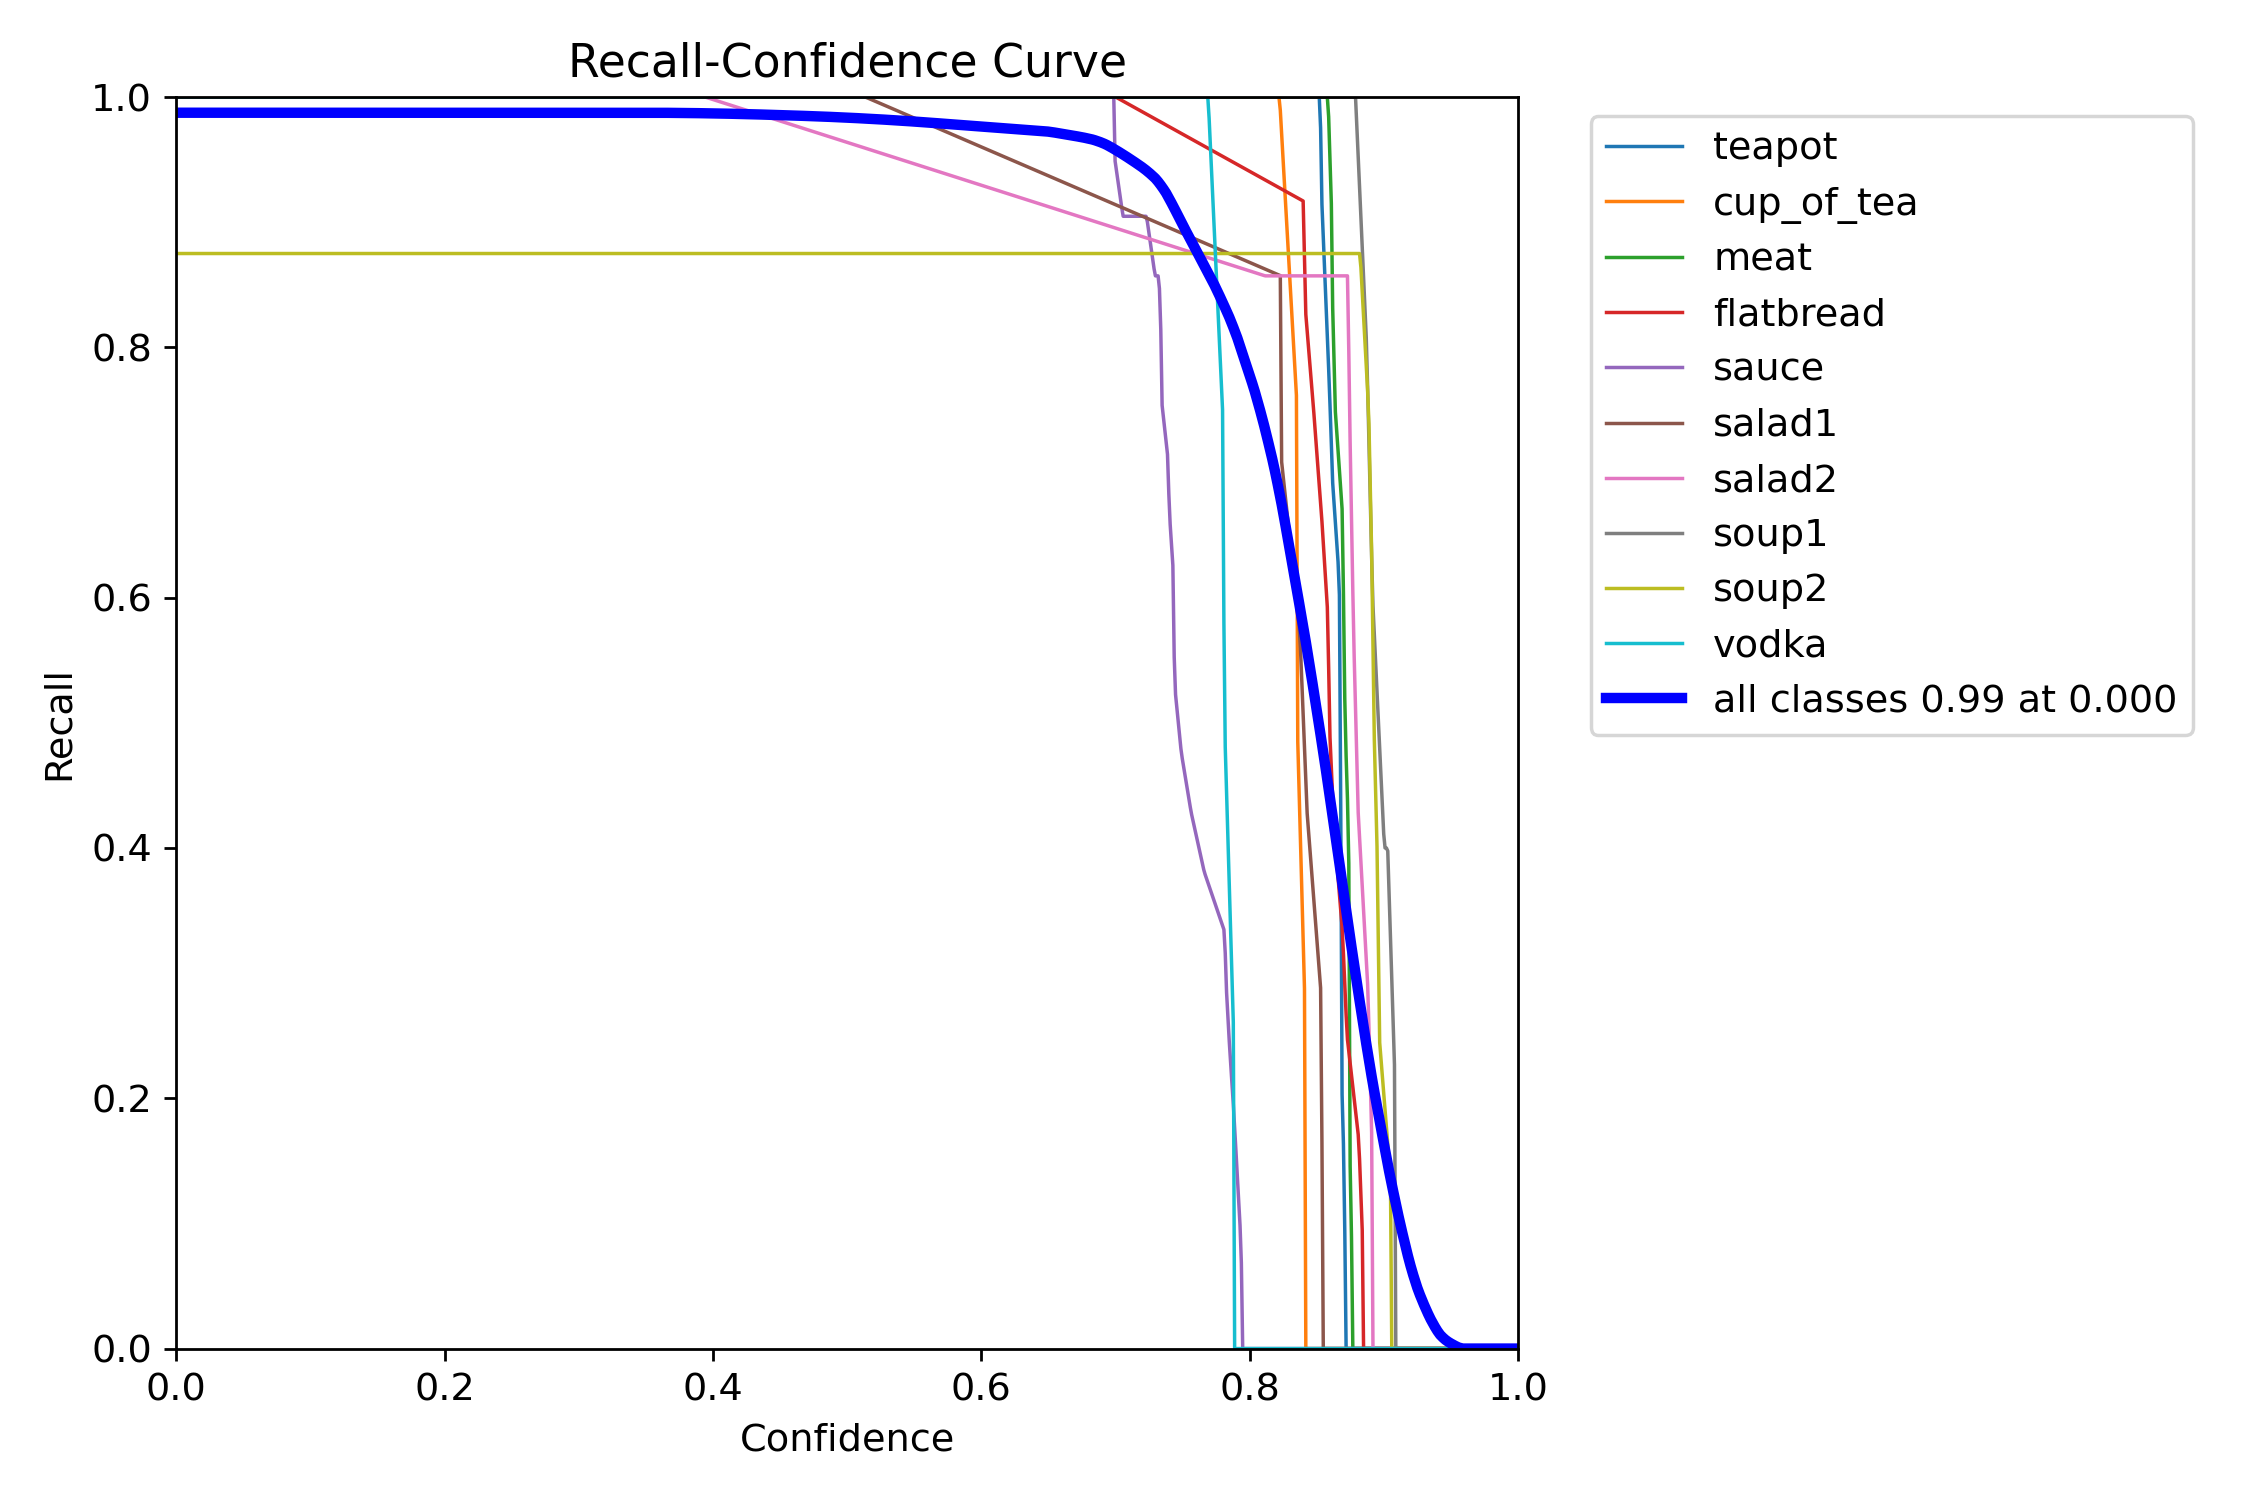 Recall-Confidence Curve
1.0
0.8
0.6
0.4
0.2
0.0
Recall
0.0 0.2 0.4 0.6 0.8 1.0
Confidence
teapot
cup_of_tea
meat
flatbread
sauce
salad1
salad2
soup1
soup2
vodka
all classes 0.99 at 0.000